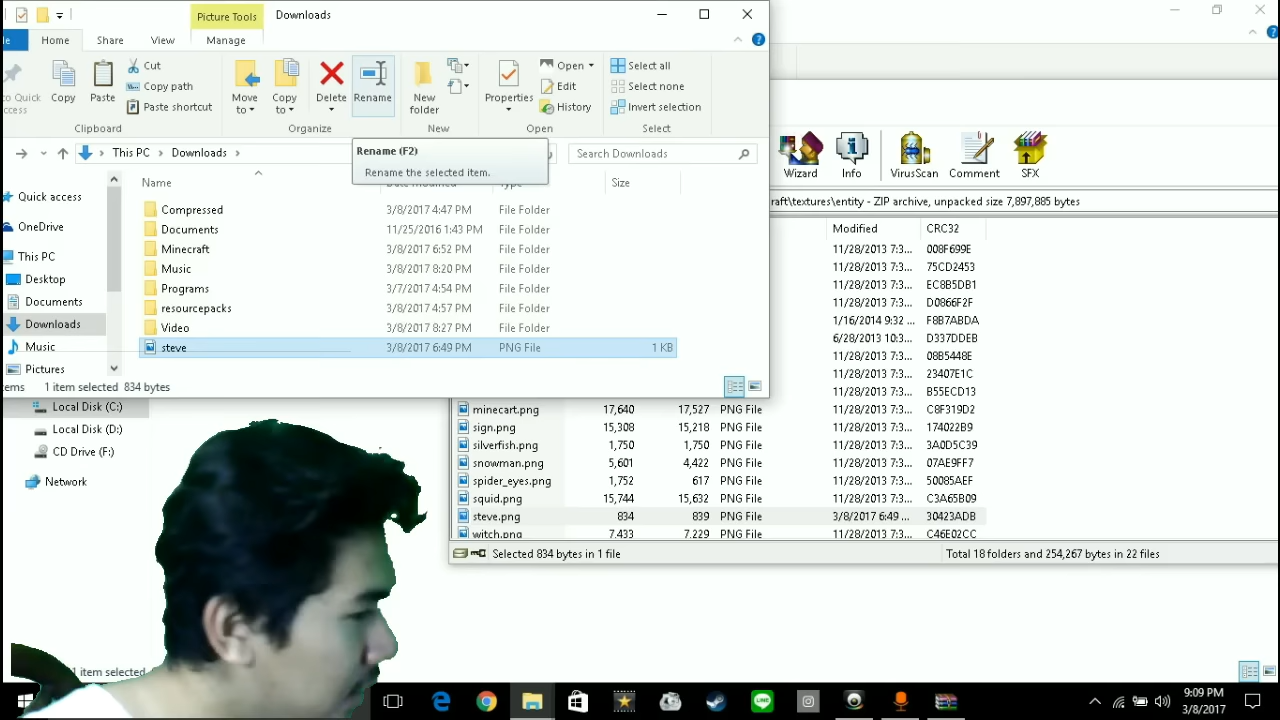 Picture Tools Downloads
Home Share View Manage
Copy
Paste
Cut
Copy path
Paste shortcut
Move to
Copy to
Delete
Rename
New folder
Properties
Open
Edit
History
Select all
Select none
Invert selection
Clipboard Organize New Open Select
This PC Downloads
Search Downloads
Rename (F2)
Rename the selected item.
Name Type Size
Quick access
OneDrive
This PC
Desktop
Documents
Downloads
Music
Pictures
Compressed 3/8/2017 4:47 PM File Folder
Documents 11/25/2016 1:43 PM File Folder
Minecraft 3/8/2017 6:52 PM File Folder
Music 3/8/2017 8:20 PM File Folder
Programs 3/7/2017 4:54 PM File Folder
resourcepacks 3/8/2017 4:57 PM File Folder
Video 3/8/2017 8:27 PM File Folder
steve 3/8/2017 6:49 PM PNG File 1 KB
ems 1 item selected 834 bytes
Wizard Info VirusScan Comment SFX
raft\textures\entity - ZIP archive, unpacked size 7,897,885 bytes
Modified CRC32
11/28/2013 7:3... 008F699E
11/28/2013 7:3... 75CD2453
11/28/2013 7:3... EC8B5DB1
11/28/2013 7:3... D0866F2F
1/16/2014 9:32 ... F8B7ABDA
6/28/2013 10:3... D337DDEB
11/28/2013 7:3... 08B5448E
11/28/2013 7:3... 23407E1C
11/28/2013 7:3... B55ECD13
minecart.png 17,640 17,527 PNG File 11/28/2013 7:3... C8F319D2
sign.png 15,308 15,218 PNG File 11/28/2013 7:3... 174022B9
silverfish.png 1,750 1,750 PNG File 11/28/2013 7:3... 3A0D5C39
snowman.png 5,601 4,422 PNG File 11/28/2013 7:3... 07AE9FF7
spider_eyes.png 1,752 617 PNG File 11/28/2013 7:3... 50085AEF
squid.png 15,744 15,632 PNG File 11/28/2013 7:3... C3A65B09
steve.png 834 839 PNG File 3/8/2017 6:49 ... 30423ADB
witch.png 7,433 7,229 PNG File 11/28/2013 7:3... C46E02CC
Selected 834 bytes in 1 file Total 18 folders and 254,267 bytes in 22 files
Local Disk (C:)
Local Disk (D:)
CD Drive (F:)
Network
1 item selected
9:09 PM
3/8/2017